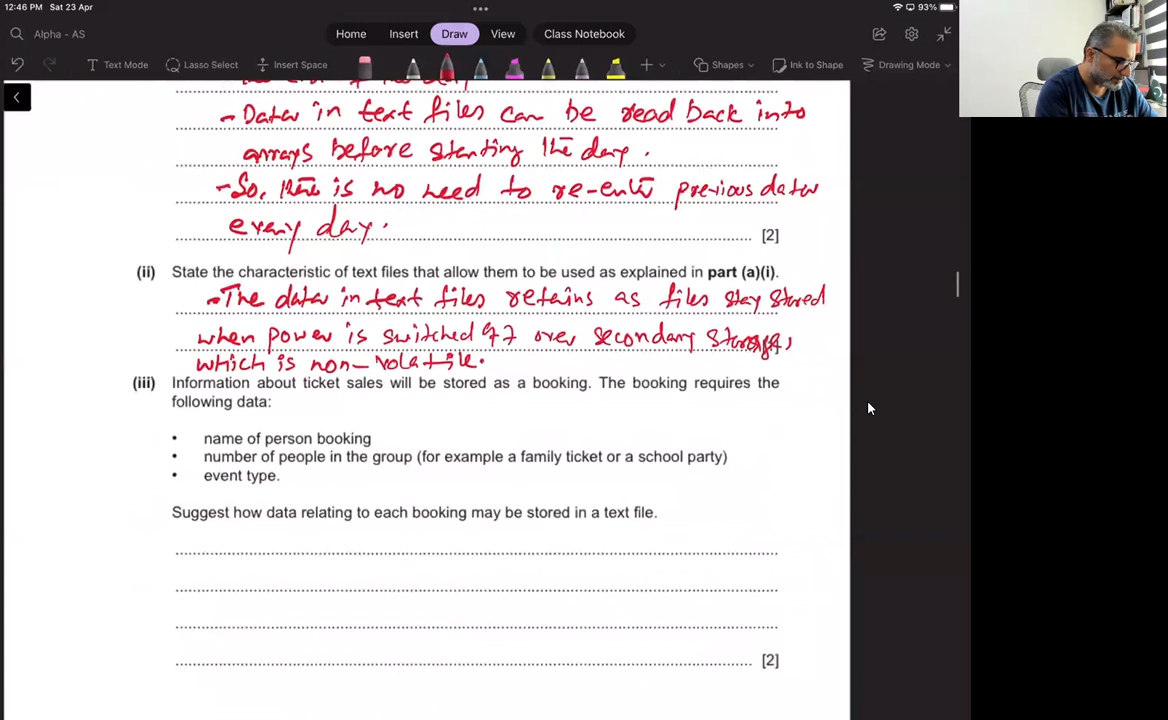 12:46 PM Sat 23 Apr
93%
Alpha - AS
Home Insert Draw View Class Notebook
Text Mode Lasso Select Insert Space Shapes Ink to Shape Drawing Mode
- Data in text files can be read back into
arrays before starting the day.
- So, there is no need to re-enter previous data
every day.
[2]
(ii) State the characteristic of text files that allow them to be used as explained in part (a)(i).
- The data in text files retains as files stay stored
when power is switched off over secondary storage,
which is non-volatile.
(iii) Information about ticket sales will be stored as a booking. The booking requires the
following data:
• name of person booking
• number of people in the group (for example a family ticket or a school party)
• event type.
Suggest how data relating to each booking may be stored in a text file.
[2]